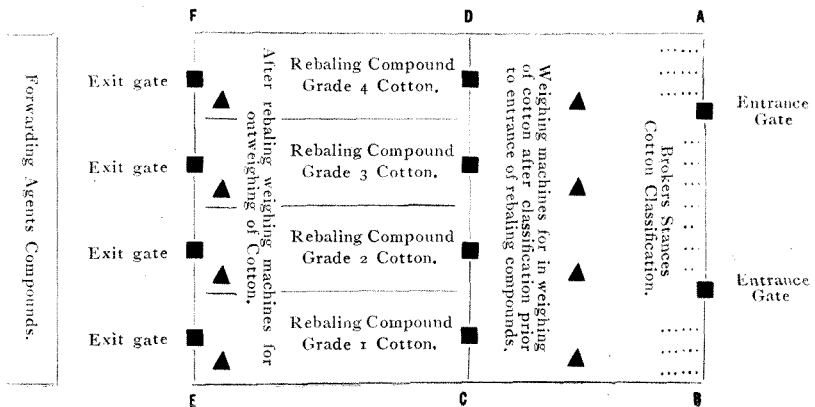 F
D
A
Forwarding Agents Compounds.
Exit gate
Exit gate
Exit gate
Exit gate
After rebaling weighing machines for
outweighing of Cotton.
Rebaling Compound
Grade 4 Cotton.
Rebaling Compound
Grade 3 Cotton.
Rebaling Compound
Grade 2 Cotton.
Rebaling Compound
Grade 1 Cotton.
Weighing machines for in weighing
of cotton after classification prior
to entrance of rebaling compounds.
Brokers Stances
Cotton Classification.
Entrance
Gate
Entrance
Gate
E
C
B